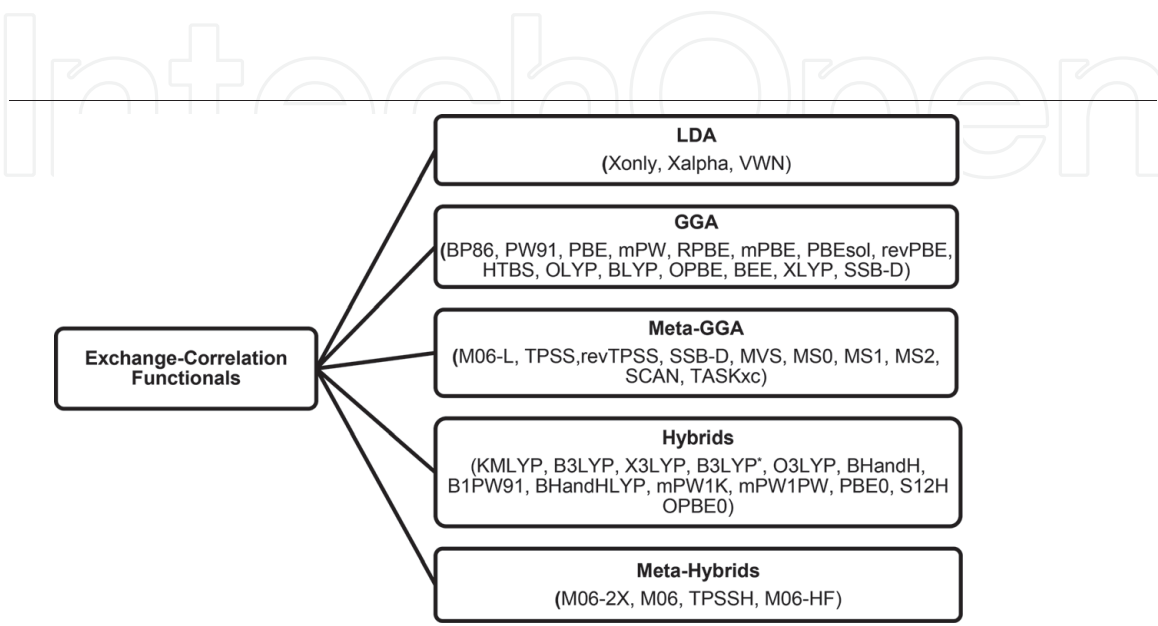 IntechOpen
LDA
(Xonly, Xalpha, VWN)
GGA
(BP86, PW91, PBE, mPW, RPBE, mPBE, PBEsol, revPBE,
HTBS, OLYP, BLYP, OPBE, BEE, XLYP, SSB-D)
Meta-GGA
(M06-L, TPSS,revTPSS, SSB-D, MVS, MS0, MS1, MS2,
SCAN, TASKxc)
Exchange-Correlation
Functionals
Hybrids
(KMLYP, B3LYP, X3LYP, B3LYP*, O3LYP, BHandH,
B1PW91, BHandHLYP, mPW1K, mPW1PW, PBE0, S12H
OPBE0)
Meta-Hybrids
(M06-2X, M06, TPSSH, M06-HF)